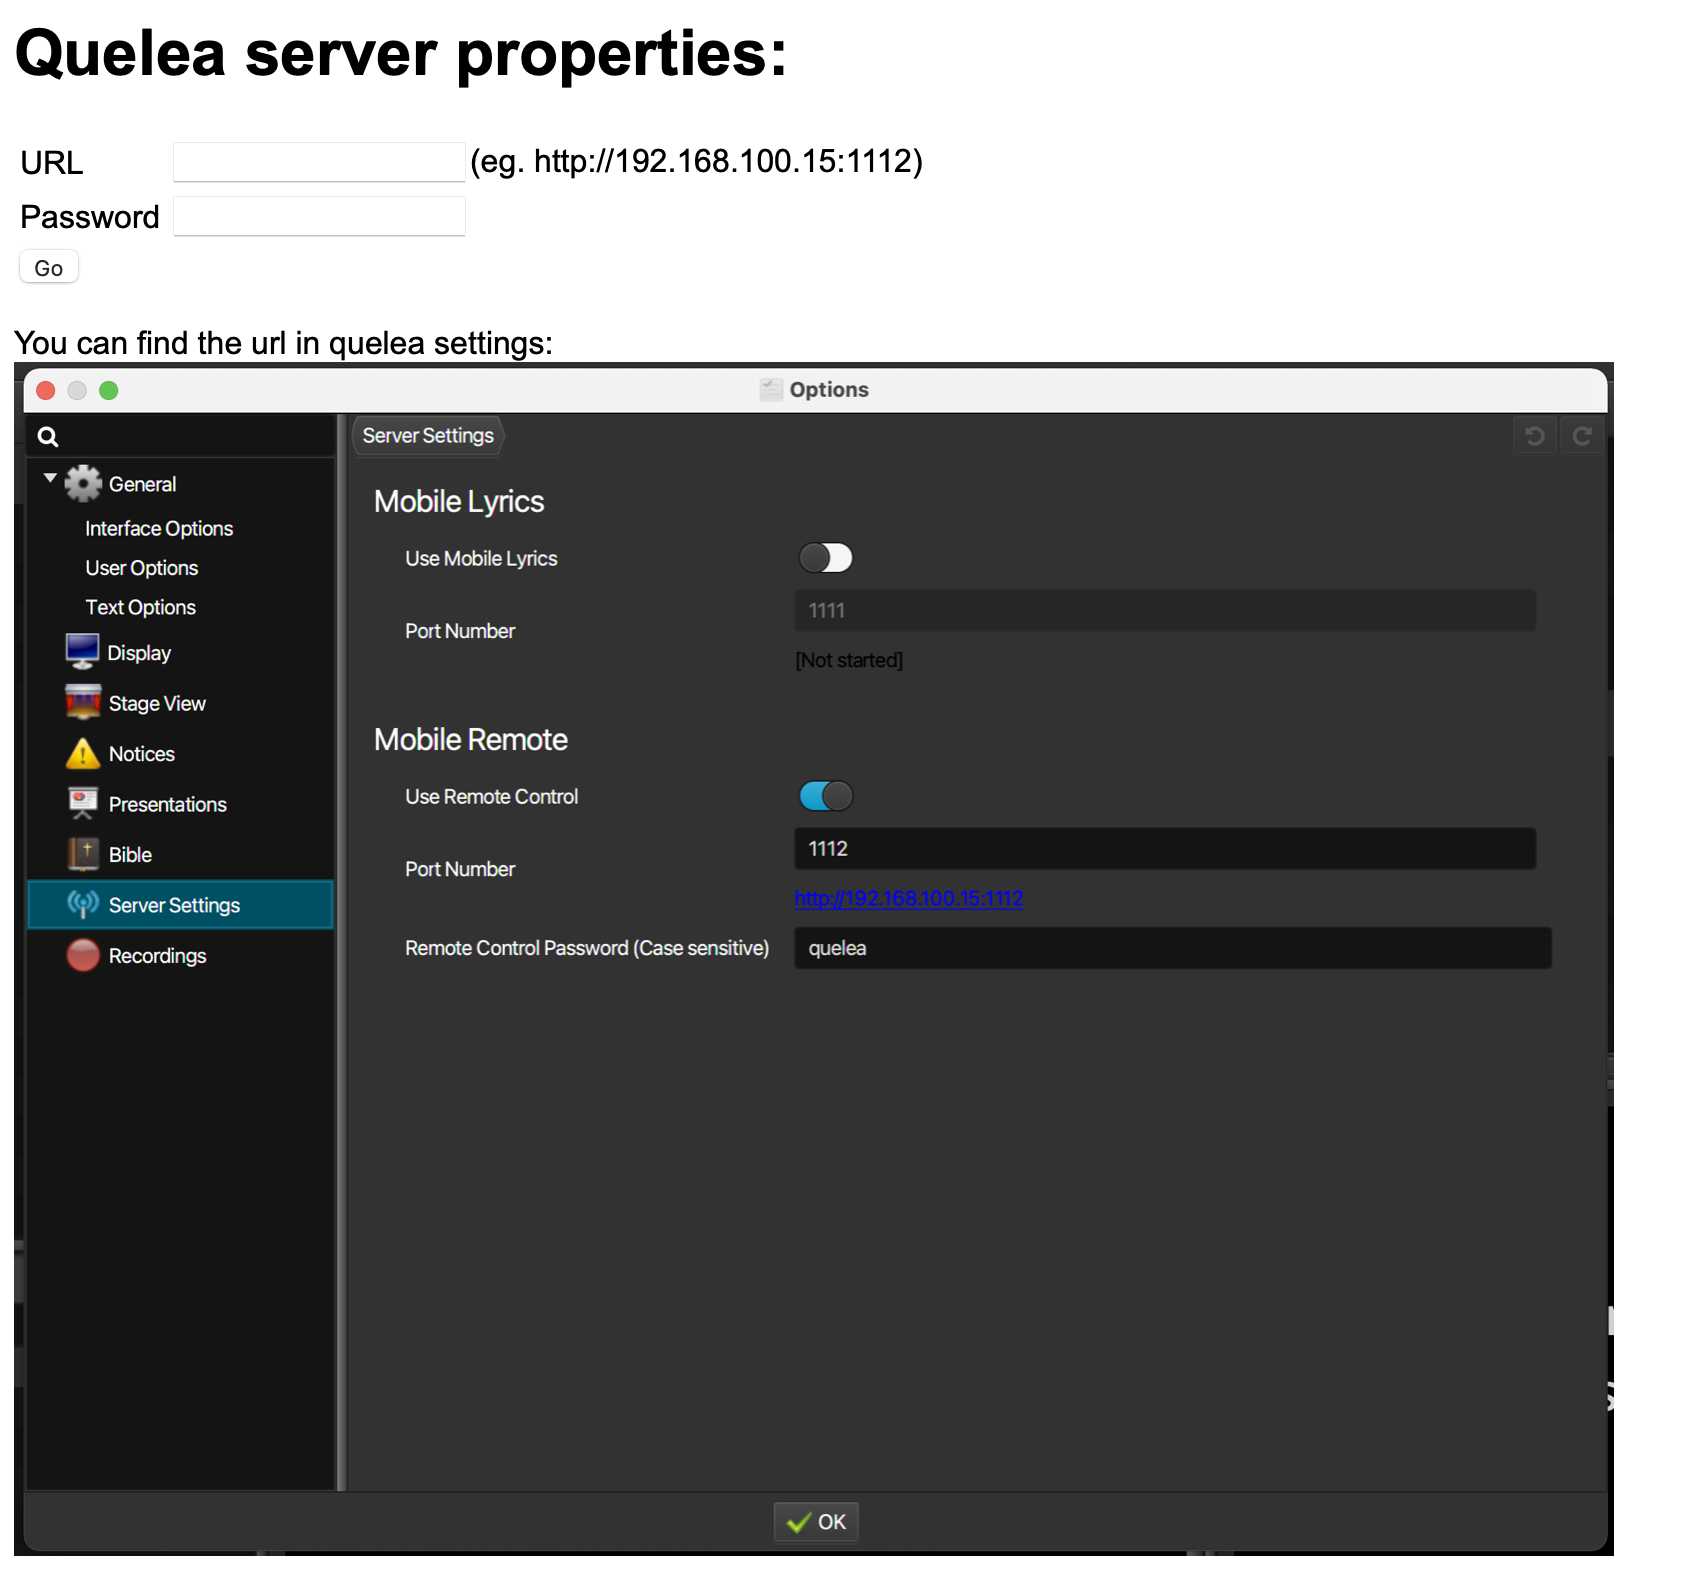 Quelea server properties:
URL (eg. http://192.168.100.15:1112)
Password
Go
You can find the url in quelea settings:
Options
Server Settings
General
Interface Options
User Options
Text Options
Display
Stage View
Notices
Presentations
Bible
Server Settings
Recordings
Mobile Lyrics
Use Mobile Lyrics
Port Number
1111
[Not started]
Mobile Remote
Use Remote Control
Port Number
1112
http://192.168.100.15:1112
Remote Control Password (Case sensitive) quelea
OK